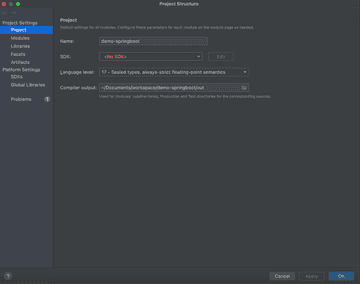 Project Structure
Project Settings
Project
Modules
Libraries
Facets
Artifacts
Platform Settings
SDKs
Global Libraries
Problems 1
Project
Default settings for all modules. Configure these parameters for each module on the module page as needed.
Name: demo-springboot
SDK: <No SDK> Edit
Language level: 17 - Sealed types, always-strict floating-point semantics
Compiler output: ~/Documents/workspace/demo-springboot/out
Used for module subdirectories, Production and Test directories for the corresponding sources.
? Cancel Apply OK